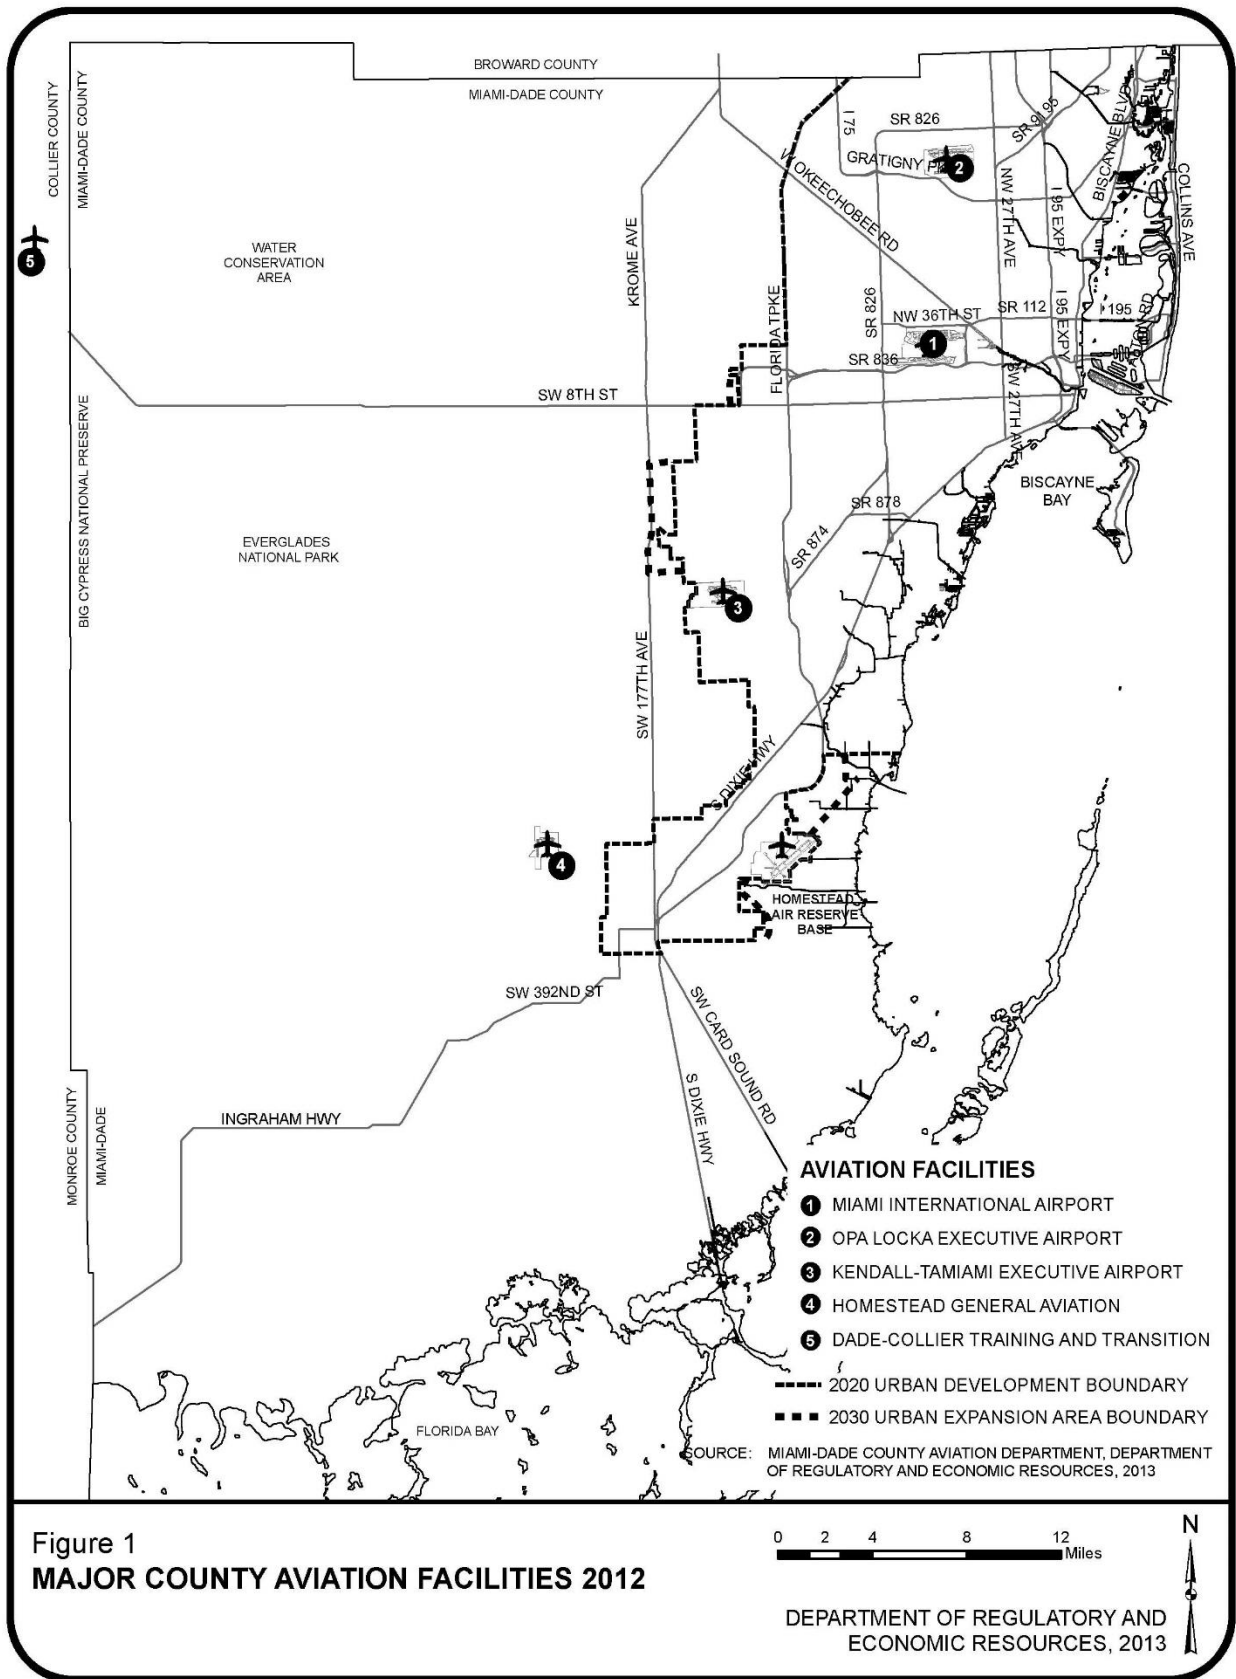 BROWARD COUNTY
MIAMI-DADE COUNTY
COLLIER COUNTY
MIAMI-DADE COUNTY
I 75
SR 826
SR 9
I 95
BISCAYNE BLVD
GRATIGNY
2
W OKEECHOBEE RD
NW 27TH AVE
I 95 EXPY
COLLINS AVE
5
WATER
CONSERVATION
AREA
KROME AVE
FLORIDA TPKE
SR 826
NW 36TH ST
SR 112
I 195
I 95 EXPY
1
SR 836
SW 8TH ST
SW 27TH AVE
BIG CYPRESS NATIONAL PRESERVE
BISCAYNE
BAY
SR 878
SR 874
EVERGLADES
NATIONAL PARK
3
SW 177TH AVE
S DIXIE HWY
4
HOMESTEAD
AIR RESERVE
BASE
SW 392ND ST
SW CARD SOUND RD
S DIXIE HWY
INGRAHAM HWY
MONROE COUNTY
MIAMI-DADE
FLORIDA BAY
AVIATION FACILITIES
1 MIAMI INTERNATIONAL AIRPORT
2 OPA LOCKA EXECUTIVE AIRPORT
3 KENDALL-TAMIAMI EXECUTIVE AIRPORT
4 HOMESTEAD GENERAL AVIATION
5 DADE-COLLIER TRAINING AND TRANSITION
2020 URBAN DEVELOPMENT BOUNDARY
2030 URBAN EXPANSION AREA BOUNDARY
SOURCE: MIAMI-DADE COUNTY AVIATION DEPARTMENT, DEPARTMENT
OF REGULATORY AND ECONOMIC RESOURCES, 2013
Figure 1
MAJOR COUNTY AVIATION FACILITIES 2012
0 2 4 8 12
Miles
N
DEPARTMENT OF REGULATORY AND
ECONOMIC RESOURCES, 2013